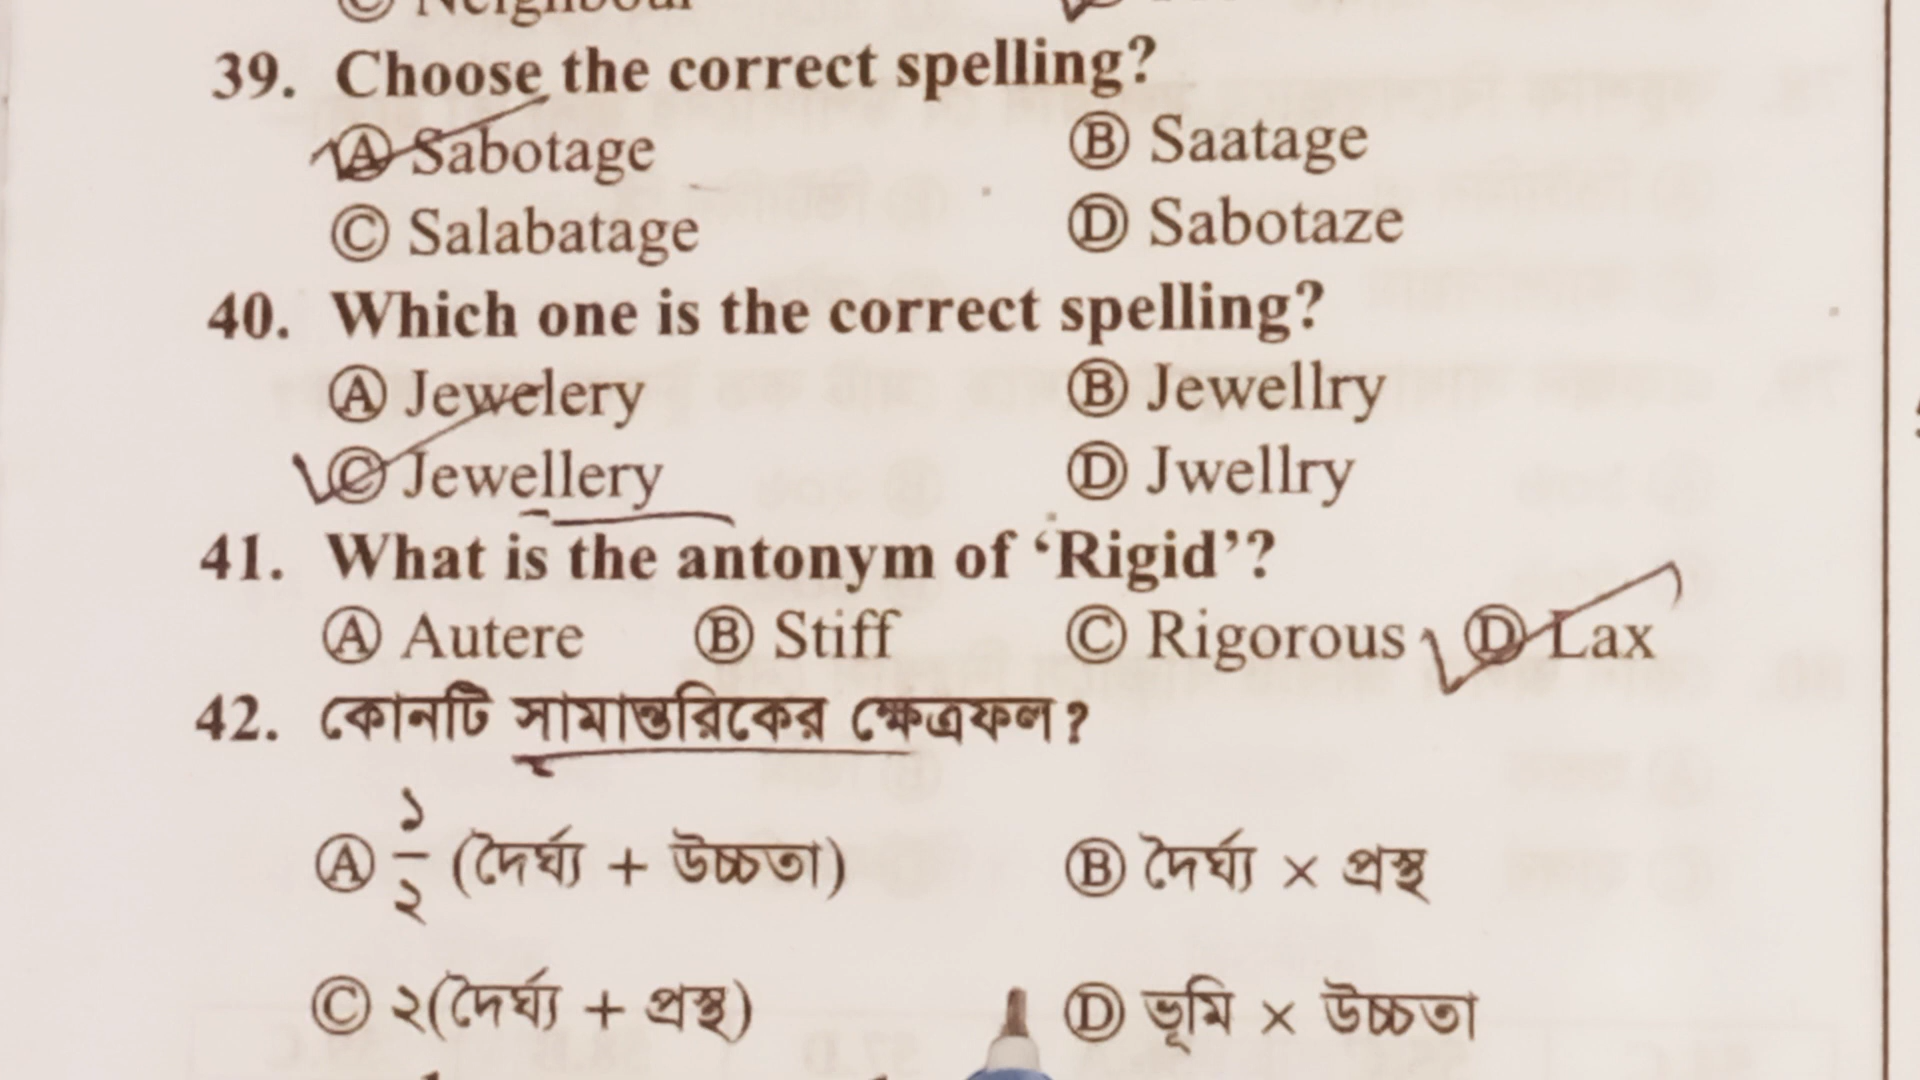 39. Choose the correct spelling?
Ⓐ Sabotage Ⓑ Saatage
Ⓒ Salabatage Ⓓ Sabotaze
40. Which one is the correct spelling?
Ⓐ Jewelery Ⓑ Jewellry
Ⓒ Jewellery Ⓓ Jwellry
41. What is the antonym of ‘Rigid’?
Ⓐ Autere Ⓑ Stiff Ⓒ Rigorous Ⓓ Lax
42. কোনটি সামান্তরিকের ক্ষেত্রফল?
Ⓐ ১/২ (দৈর্ঘ্য + উচ্চতা) Ⓑ দৈর্ঘ্য × প্রস্থ
Ⓒ ২(দৈর্ঘ্য + প্রস্থ) Ⓓ ভূমি × উচ্চতা